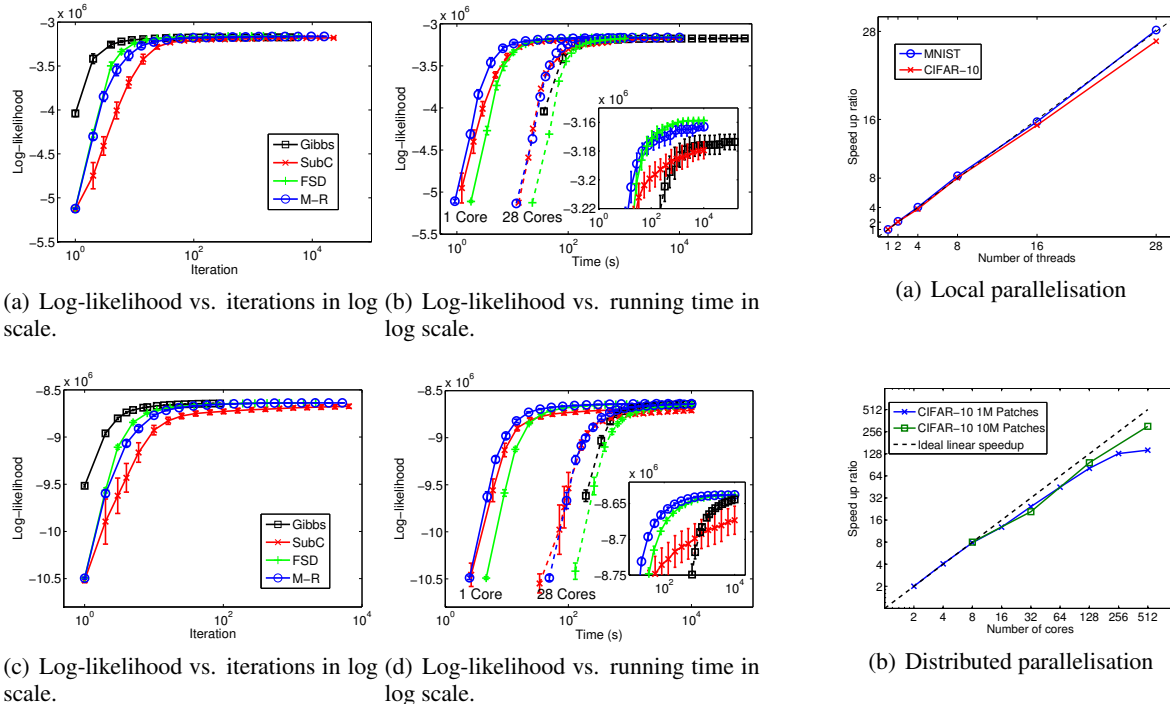 x 10^6
-3
-3.5
-4
-4.5
-5
-5.5
Log-likelihood
Gibbs
SubC
FSD
M-R
10^0
10^2
10^4
Iteration
(a) Log-likelihood vs. iterations in log
scale.
x 10^6
-3
-3.5
-4
-4.5
-5
-5.5
Log-likelihood
1 Core
28 Cores
x 10^6
-3.16
-3.18
-3.2
-3.22
10^0
10^2
10^4
10^0
10^2
10^4
Time (s)
(b) Log-likelihood vs. running time in
log scale.
28
16
8
4
2
1
Speed up ratio
MNIST
CIFAR-10
1 2 4 8 16 28
Number of threads
(a) Local parallelisation
x 10^6
-8.5
-9
-9.5
-10
-10.5
Log-likelihood
Gibbs
SubC
FSD
M-R
10^0
10^2
10^4
Iteration
(c) Log-likelihood vs. iterations in log
scale.
x 10^6
-8.5
-9
-9.5
-10
-10.5
Log-likelihood
1 Core
28 Cores
x 10^6
-8.65
-8.7
-8.75
10^2
10^4
10^0
10^2
10^4
Time (s)
(d) Log-likelihood vs. running time in
log scale.
512
256
128
64
32
16
8
4
2
Speed up ratio
CIFAR-10 1M Patches
CIFAR-10 10M Patches
Ideal linear speedup
2 4 8 16 32 64 128 256 512
Number of cores
(b) Distributed parallelisation